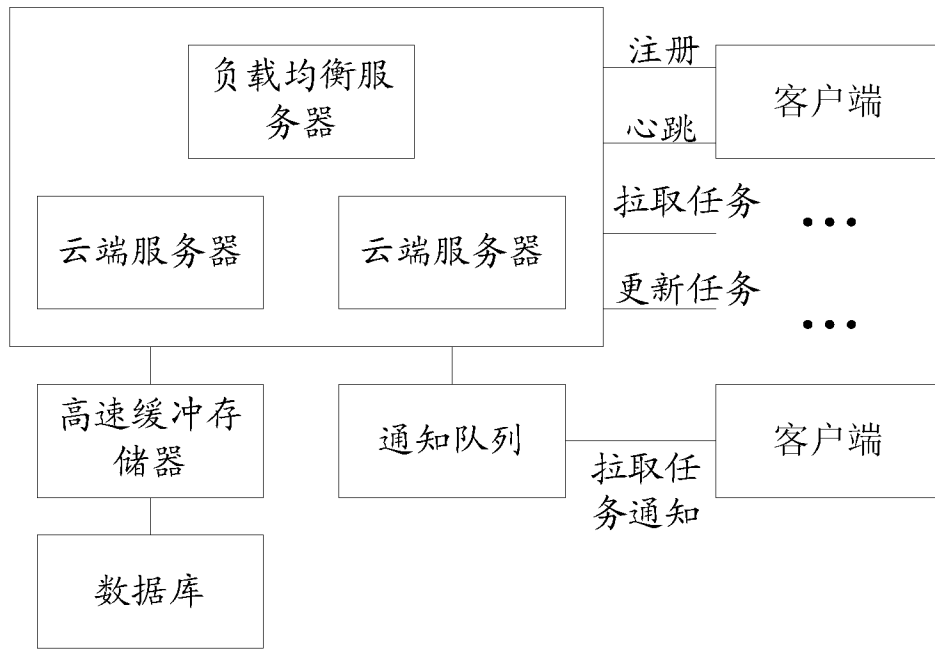 负载均衡服
务器
注册
客户端
心跳
云端服务器
云端服务器
拉取任务
...
更新任务
...
高速缓冲存
储器
通知队列
客户端
拉取任
务通知
数据库